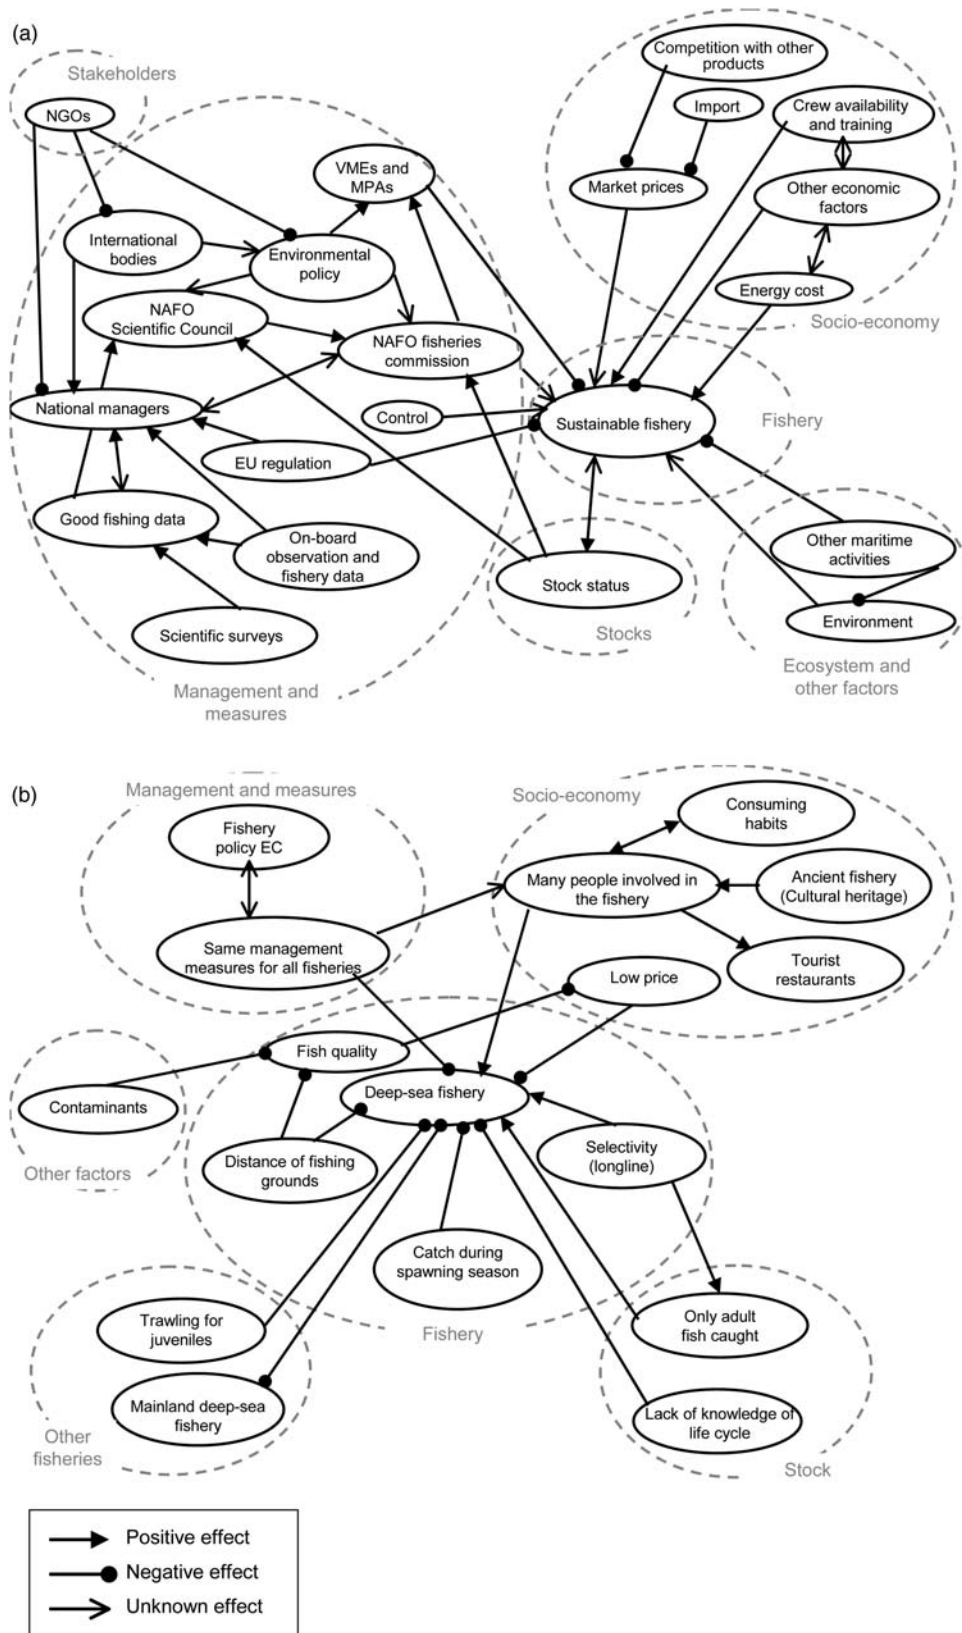 (a)
Stakeholders
NGOs
Competition with other
products
Import
Crew availability
and training
VMEs and
MPAs
Market prices
Other economic
factors
International
bodies
Environmental
policy
Energy cost
NAFO
Scientific Council
Socio-economy
NAFO fisheries
commission
National managers
Control
Sustainable fishery
Fishery
EU regulation
Good fishing data
On-board
observation and
fishery data
Other maritime
activities
Stock status
Scientific surveys
Stocks
Environment
Ecosystem and
other factors
Management and
measures
(b)
Management and measures
Socio-economy
Consuming
habits
Fishery
policy EC
Many people involved in
the fishery
Ancient fishery
(Cultural heritage)
Same management
measures for all fisheries
Tourist
restaurants
Low price
Fish quality
Deep-sea fishery
Contaminants
Other factors
Distance of fishing
grounds
Selectivity
(longline)
Catch during
spawning season
Trawling for
juveniles
Fishery
Only adult
fish caught
Mainland deep-sea
fishery
Lack of knowledge of
life cycle
Other
fisheries
Stock
Positive effect
Negative effect
Unknown effect